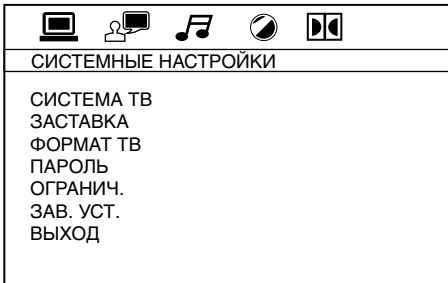 СИСТЕМНЫЕ НАСТРОЙКИ
СИСТЕМА ТВ
ЗАСТАВКА
ФОРМАТ ТВ
ПАРОЛЬ
ОГРАНИЧ.
ЗАВ. УСТ.
ВЫХОД